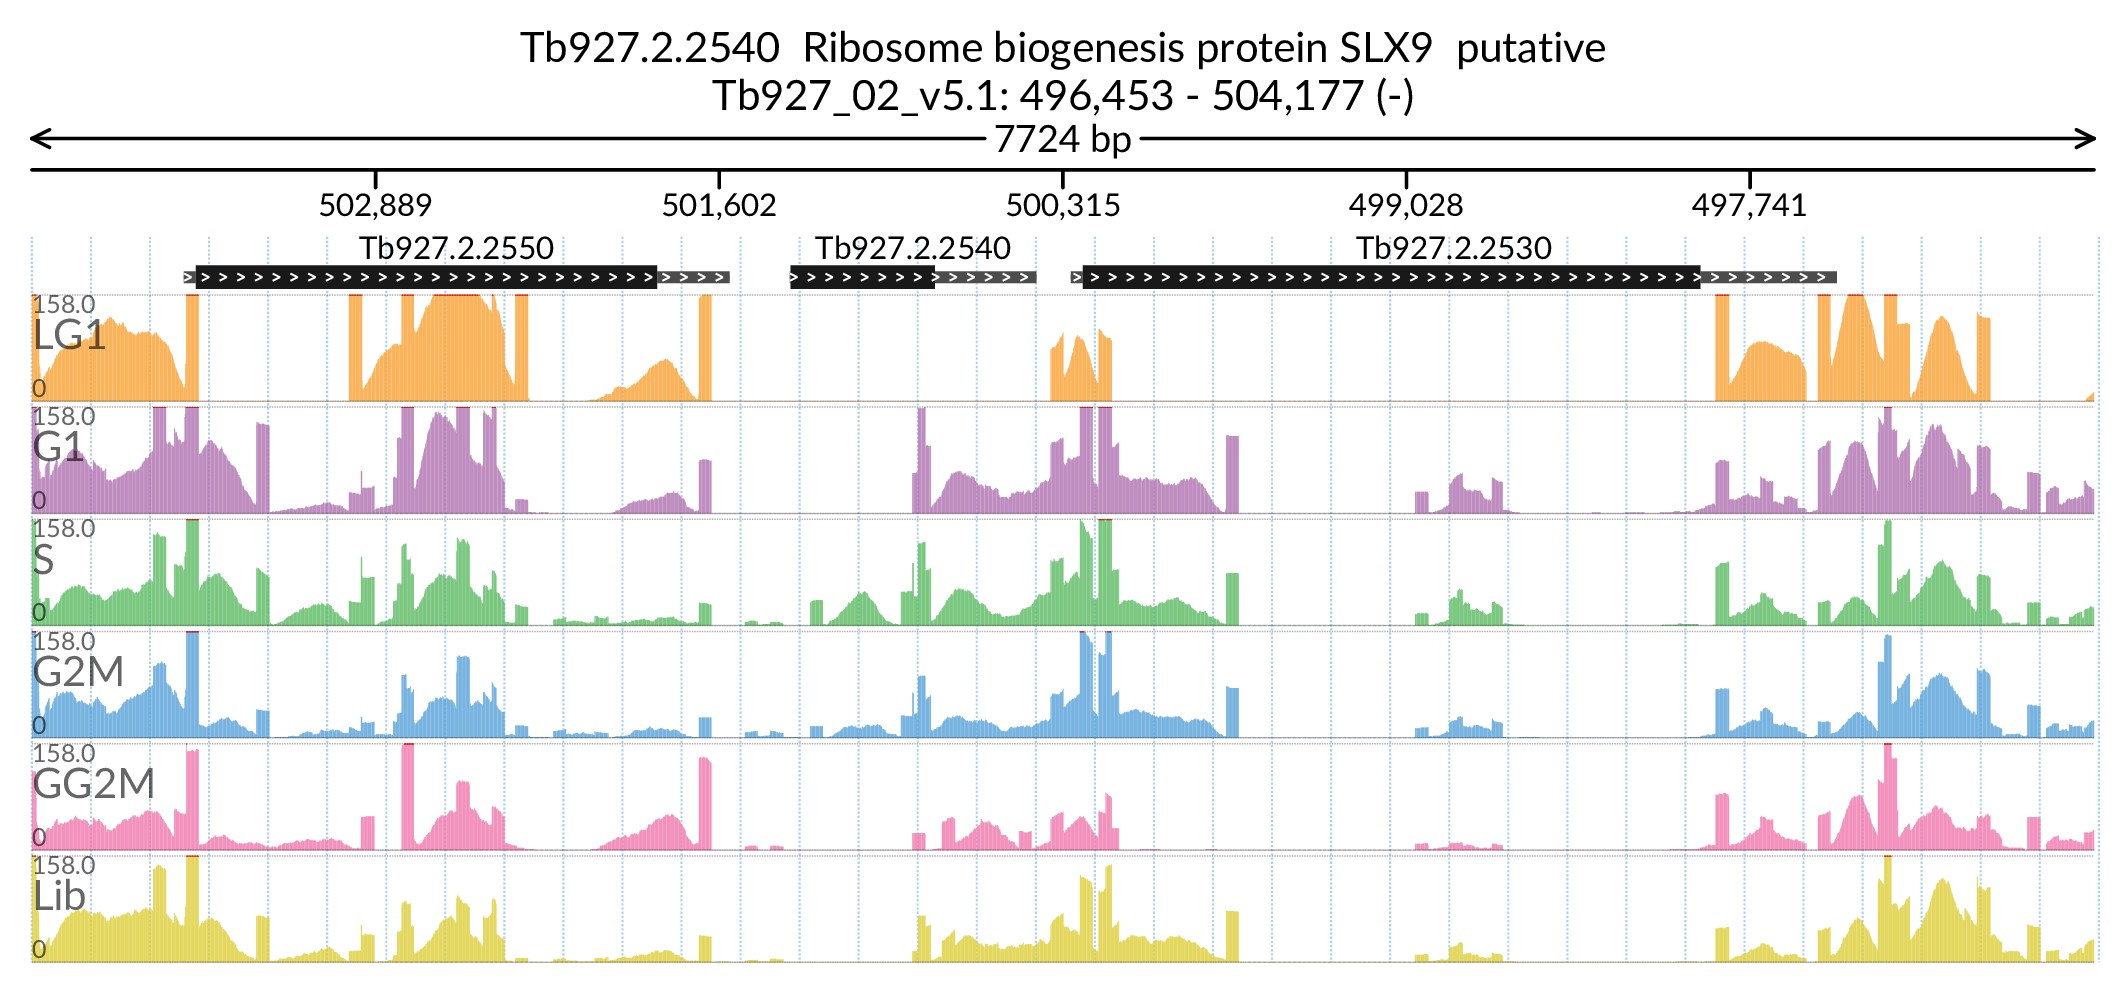 Tb927.2.2540  Ribosome biogenesis protein SLX9  putative
Tb927_02_v5.1: 496,453 - 504,177 (-)
7724 bp
502,889 501,602 500,315 499,028 497,741
Tb927.2.2550 Tb927.2.2540 Tb927.2.2530
158.0
LG1
0
158.0
G1
0
158.0
S
0
158.0
G2M
0
158.0
GG2M
0
158.0
Lib
0